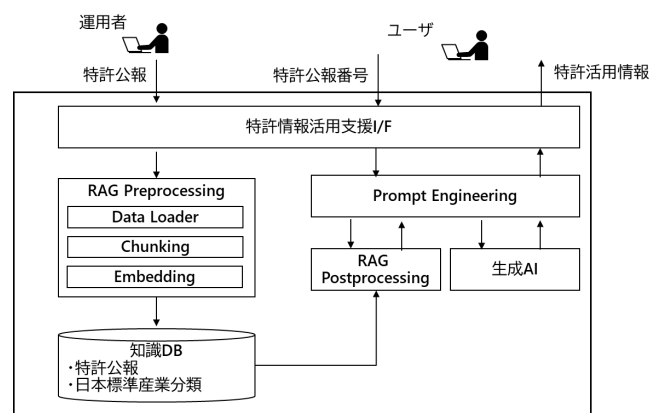 運用者
ユーザ
特許公報
特許公報番号
特許活用情報
特許情報活用支援I/F
RAG Preprocessing
Data Loader
Chunking
Embedding
Prompt Engineering
RAG
Postprocessing
生成AI
知識DB
・特許公報
・日本標準産業分類